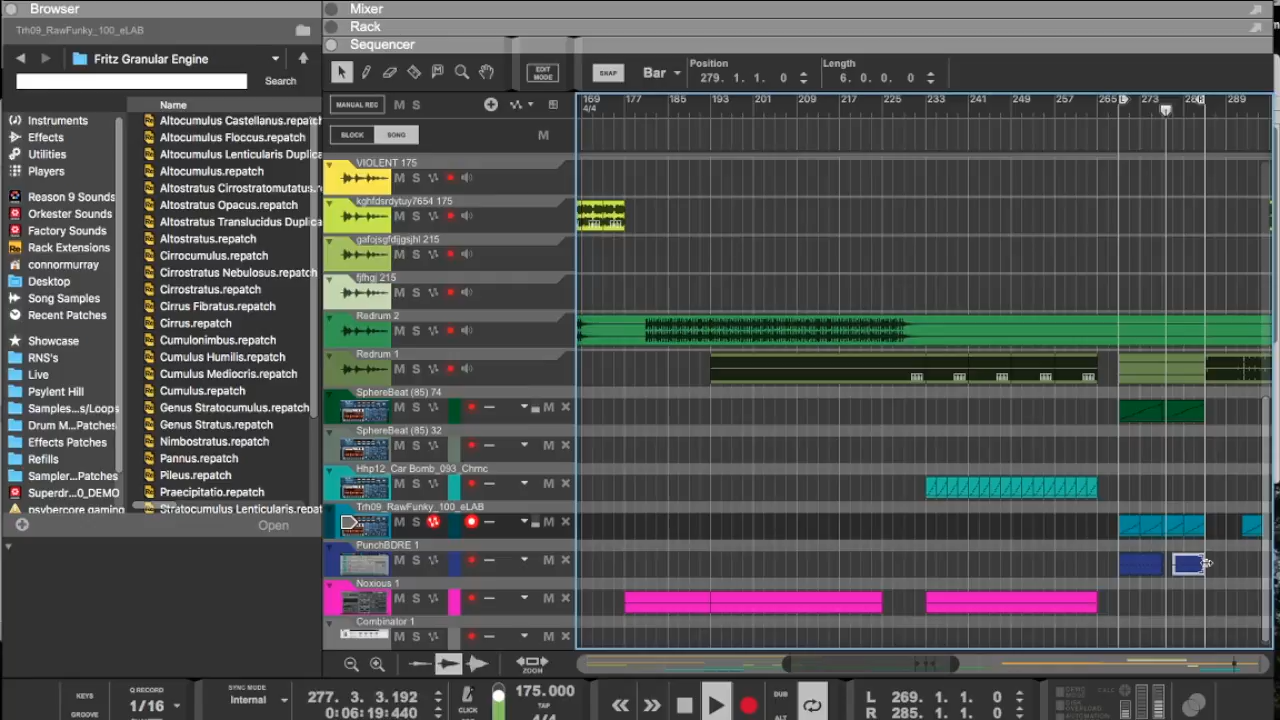 Browser
Trh09_RawFunky_100_eLAB
Fritz Granular Engine
Search
Name
Instruments
Effects
Utilities
Players
Reason 9 Sounds
Orkester Sounds
Factory Sounds
Rack Extensions
connormurray
Desktop
Song Samples
Recent Patches
Showcase
RNS's
Live
Psylent Hill
Samples...s/Loops
Drum M...Patches
Effects Patches
Refills
Sampler...Patches
Superdr...0_DEMO
psybercore gaming
Altocumulus Castellanus.repatch
Altocumulus Floccus.repatch
Altocumulus Lenticularis Duplica
Altocumulus.repatch
Altostratus Cirrostratomutatus.r
Altostratus Opacus.repatch
Altostratus Translucidus Duplica
Altostratus.repatch
Cirrocumulus.repatch
Cirrostratus Nebulosus.repatch
Cirrostratus.repatch
Cirrus Fibratus.repatch
Cirrus.repatch
Cumulonimbus.repatch
Cumulus Humilis.repatch
Cumulus Mediocris.repatch
Cumulus.repatch
Genus Stratocumulus.repatch
Genus Stratus.repatch
Nimbostratus.repatch
Pannus.repatch
Pileus.repatch
Praecipitatio.repatch
Stratocumulus Lenticularis.repat
Open
Mixer
Rack
Sequencer
EDIT MODE
SNAP
Bar
Position
279. 1. 1. 0
Length
6. 0. 0. 0
MANUAL REC M S
BLOCK SONG M
169 177 185 193 201 209 217 225 233 241 249 257 265 L 273 R 289
4/4
VIOLENT 175
M S
kghfdsrdytuy7654 175
M S
gafojsgfdijgsjhl 215
M S
fjfhgj 215
M S
Redrum 2
M S
Redrum 1
M S
SphereBeat (85) 74
M S M
SphereBeat (85) 32
M S M
Hhp12_Car Bomb_093_Chrnc
M S M
Trh09_RawFunky_100_eLAB
M S M
PunchBDRE 1
M S M
Noxious 1
M S M
Combinator 1
M S M
ZOOM
KEYS
GROOVE
Q RECORD
1/16
SYNC MODE
Internal
277. 3. 3. 192
0:06:19:440
CLICK
175.000
TAP
4/4
DUB
ALT
L 269. 1. 1. 0
R 285. 1. 1. 0
CALC